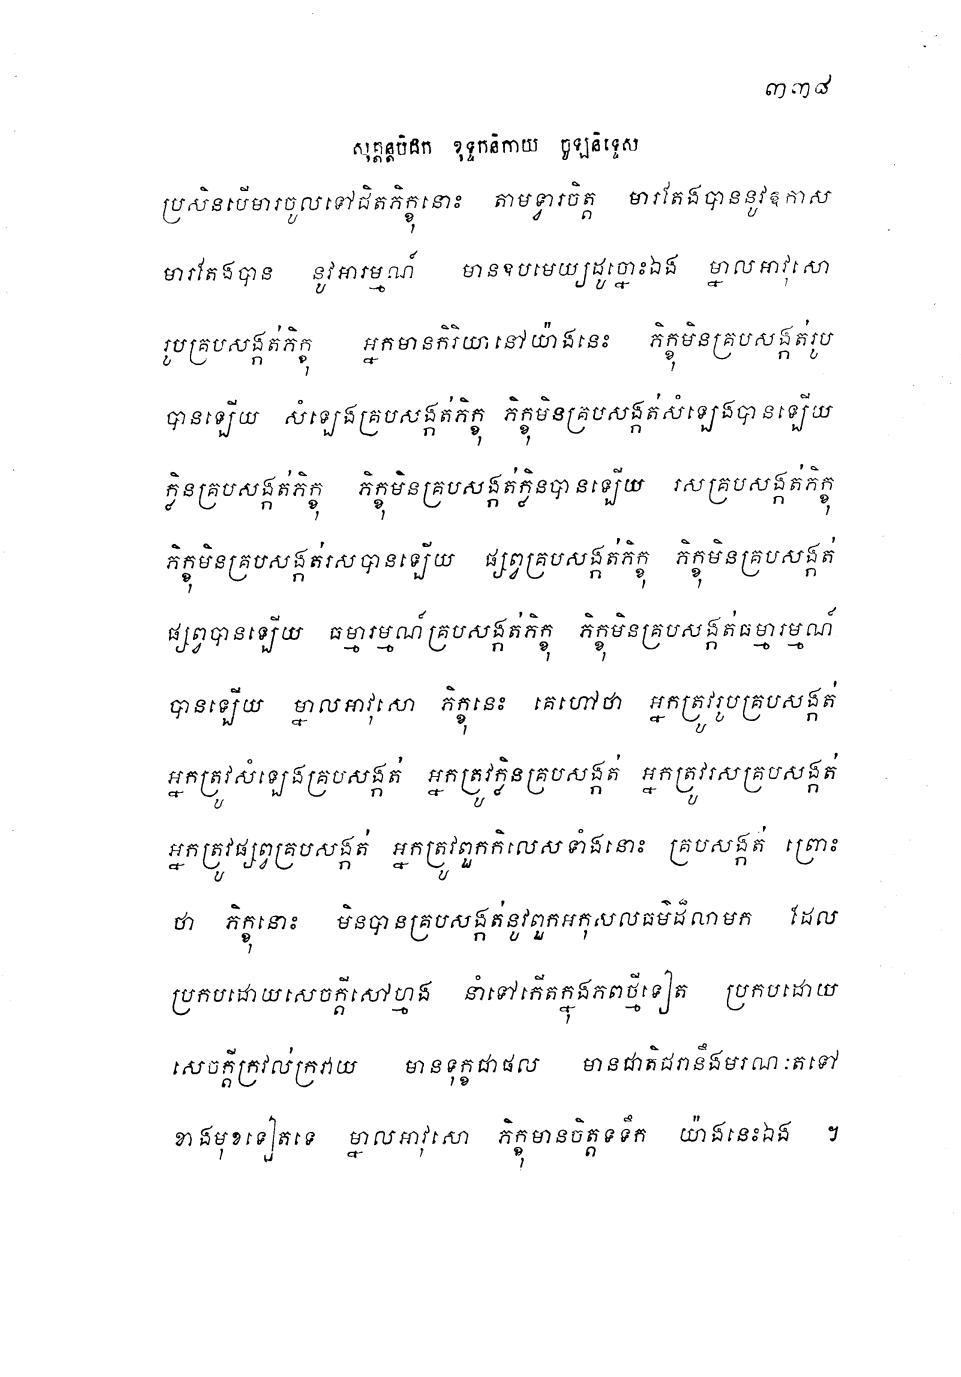 ៣៣៨
សុត្តន្តបិដក ខុទ្ទកនិកាយ ចូឡនិទ្ទេស
ប្រសិនបើមារចូលទៅជិតភិក្ខុនោះ តាមទ្វារចិត្ត មារតែងបាននូវឱកាស
មារតែងបាន នូវអារម្មណ៍ មានឧបមេយ្យដូច្នោះឯង ម្នាលអាវុសោ
រូបគ្របសង្កត់ភិក្ខុ អ្នកមានកិរិយានៅយ៉ាងនេះ ភិក្ខុមិនគ្របសង្កត់រូប
បានឡើយ សំឡេងគ្របសង្កត់ភិក្ខុ ភិក្ខុមិនគ្របសង្កត់សំឡេងបានឡើយ
ក្លិនគ្របសង្កត់ភិក្ខុ ភិក្ខុមិនគ្របសង្កត់ក្លិនបានឡើយ រសគ្របសង្កត់ភិក្ខុ
ភិក្ខុមិនគ្របសង្កត់រសបានឡើយ ផ្សព្វគ្របសង្កត់ភិក្ខុ ភិក្ខុមិនគ្របសង្កត់
ផ្សព្វបានឡើយ ធម្មារម្មណ៍គ្របសង្កត់ភិក្ខុ ភិក្ខុមិនគ្របសង្កត់ធម្មារម្មណ៍
បានឡើយ ម្នាលអាវុសោ ភិក្ខុនេះ គេហៅថា អ្នកត្រូវរូបគ្របសង្កត់
អ្នកត្រូវសំឡេងគ្របសង្កត់ អ្នកត្រូវក្លិនគ្របសង្កត់ អ្នកត្រូវរសគ្របសង្កត់
អ្នកត្រូវផ្សព្វគ្របសង្កត់ អ្នកត្រូវពួកកិលេសទាំងនោះ គ្របសង្កត់ ព្រោះ
ថា ភិក្ខុនោះ មិនបានគ្របសង្កត់នូវពួកអកុសលធម៌ដ៏លាមក ដែល
ប្រកបដោយសេចក្តីសៅហ្មង នាំទៅកើតក្នុងភពថ្មីទៀត ប្រកបដោយ
សេចក្តីក្រវល់ក្រវាយ មានទុក្ខជាផល មានជាតិជរានឹងមរណៈតទៅ
ខាងមុខទៀតទេ ម្នាលអាវុសោ ភិក្ខុមានចិត្តទទឹក យ៉ាងនេះឯង ។